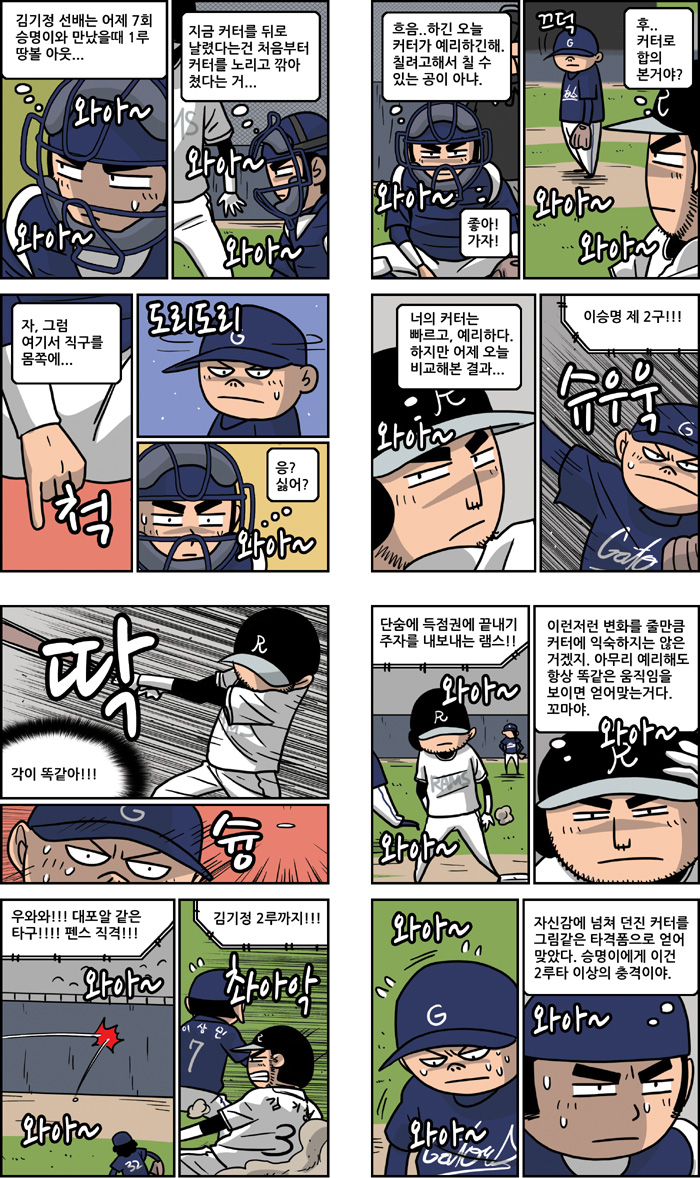 김기정 선배는 어제 7회
승명이와 만났을때 1루
땅볼 아웃...
와아~
와아~
지금 커터를 뒤로
날렸다는건 처음부터
커터를 노리고 깎아
쳤다는 거...
와아~
와아~
자, 그럼
여기서 직구를
몸쪽에...
척
도리도리
G
응?
싫어?
와아~
흐음..하긴 오늘
커터가 예리하긴해.
칠려고해서 칠 수
있는 공이 아냐.
와아~
와아~
좋아!
가자!
끄덕
G
후..
커터로
합의
본거야?
와아~
와아~
너의 커터는
빠르고, 예리하다.
하지만 어제 오늘
비교해본 결과...
R
와아~
이승명 제 2구!!!
슈우욱
G
Gato
딱
R
각이 똑같아!!!
G
슝
우와와!!! 대포알 같은
타구!!!! 펜스 직격!!!
와아~
와아~
32
김기정 2루까지!!!
촤아악
이상민
7
김기
3
단숨에 득점권에 끝내기
주자를 내보내는 램스!!
와아~
R
RAMS
와아~
이런저런 변화를 줄만큼
커터에 익숙하지는 않은
거겠지. 아무리 예리해도
항상 똑같은 움직임을
보이면 얻어맞는거다.
꼬마야.
와아~
R
와아~
G
와아~
자신감에 넘쳐 던진 커터를
그림같은 타격폼으로 얻어
맞았다. 승명이에게 이건
2루타 이상의 충격이야.
와아~